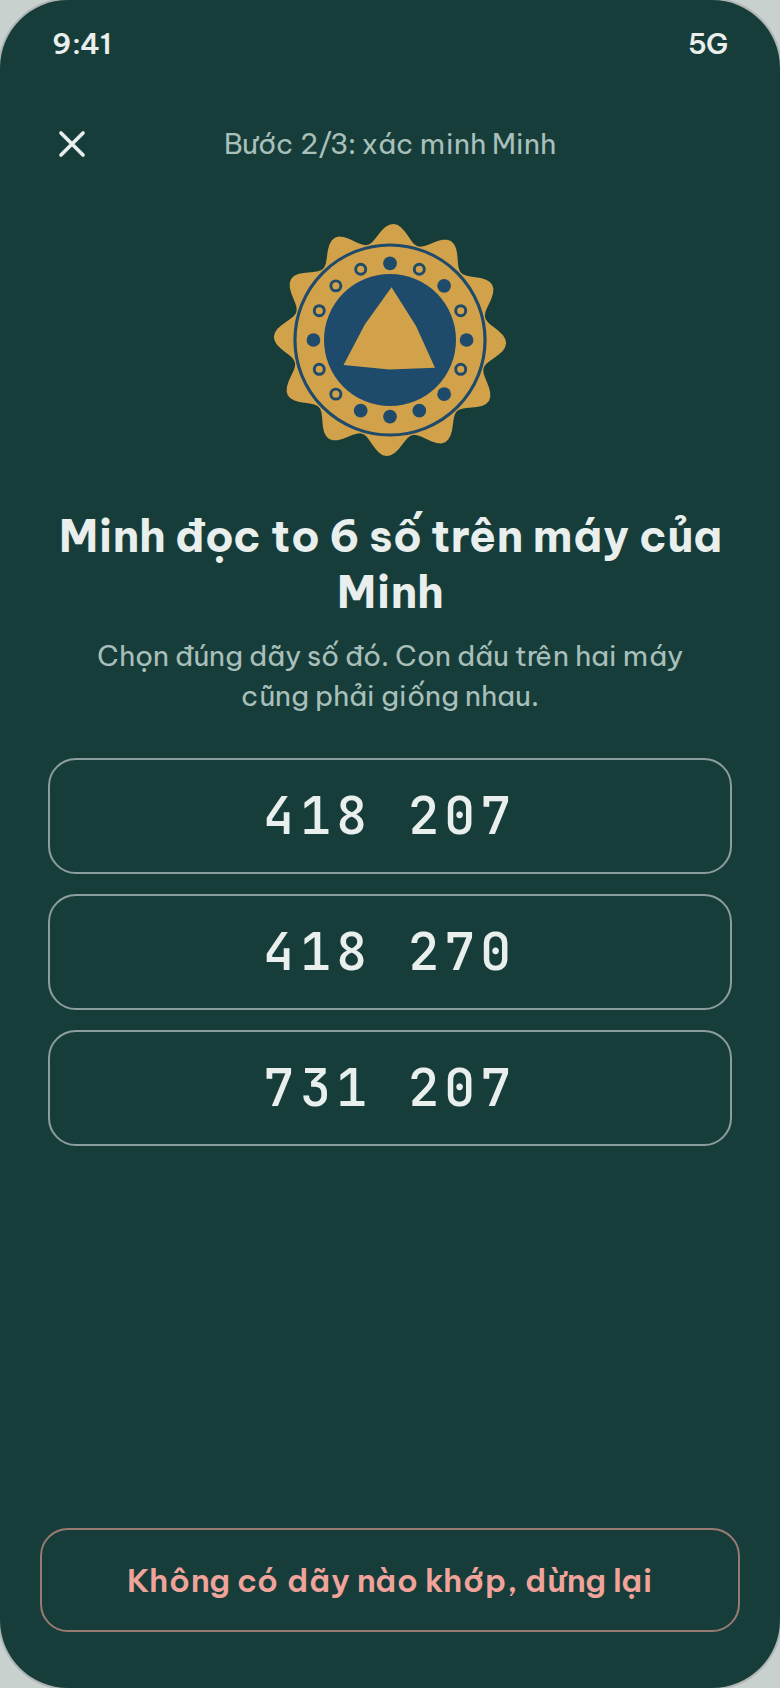 9:41 5G
Bước 2/3: xác minh Minh
Minh đọc to 6 số trên máy của
Minh
Chọn đúng dãy số đó. Con dấu trên hai máy
cũng phải giống nhau.
418 207
418 270
731 207
Không có dãy nào khớp, dừng lại